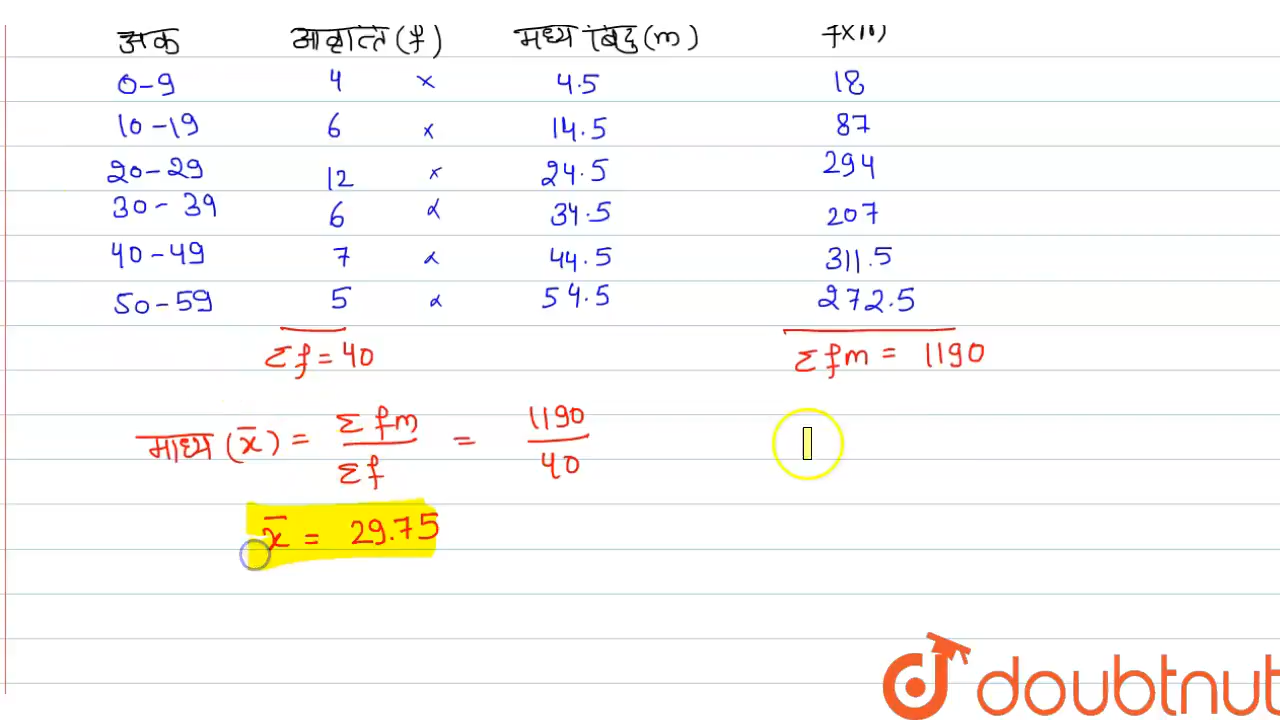 अंक आवृत्ति (f) मध्य बिंदु (m) f×m
0-9 4 × 4.5 18
10-19 6 × 14.5 87
20-29 12 × 24.5 294
30-39 6 × 34.5 207
40-49 7 × 44.5 311.5
50-59 5 × 54.5 272.5
Σf = 40 Σfm = 1190
माध्य (x̄) = Σfm / Σf = 1190 / 40
x̄ = 29.75
doubtnut